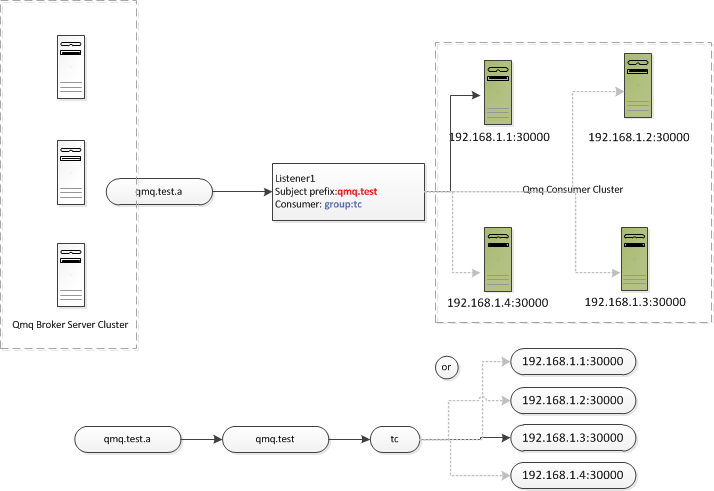 192.168.1.1:30000
192.168.1.2:30000
qmq.test.a
Listener1
Subject prefix:qmq.test
Consumer: group:tc
Qmq Consumer Cluster
192.168.1.4:30000
192.168.1.3:30000
Qmq Broker Server Cluster
or
192.168.1.1:30000
192.168.1.2:30000
qmq.test.a
qmq.test
tc
192.168.1.3:30000
192.168.1.4:30000